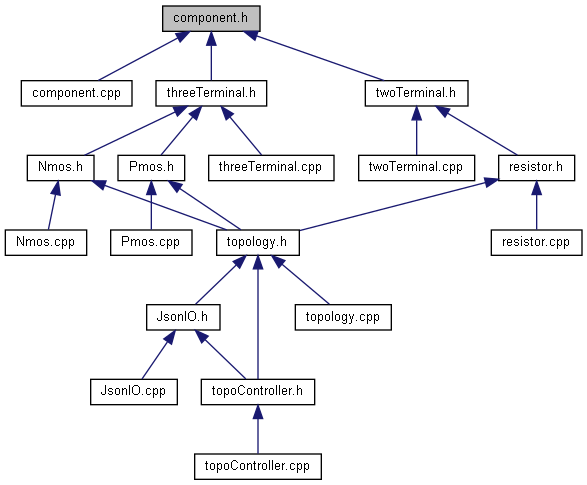 component.h
component.cpp
threeTerminal.h
twoTerminal.h
Nmos.h
Pmos.h
threeTerminal.cpp
twoTerminal.cpp
resistor.h
Nmos.cpp
Pmos.cpp
topology.h
resistor.cpp
JsonIO.h
topology.cpp
JsonIO.cpp
topoController.h
topoController.cpp